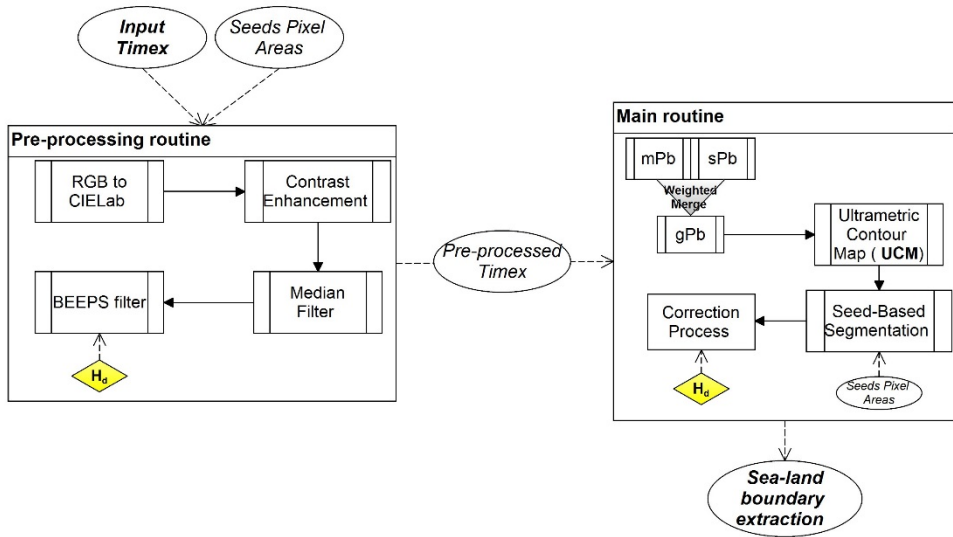 Input
Timex
Seeds Pixel
Areas
Pre-processing routine
RGB to
CIELab
Contrast
Enhancement
BEEPS filter
Median
Filter
Hd
Pre-processed
Timex
Main routine
mPb
sPb
Weighted
Merge
gPb
Ultrametric
Contour
Map ( UCM)
Correction
Process
Seed-Based
Segmentation
Hd
Seeds Pixel
Areas
Sea-land
boundary
extraction